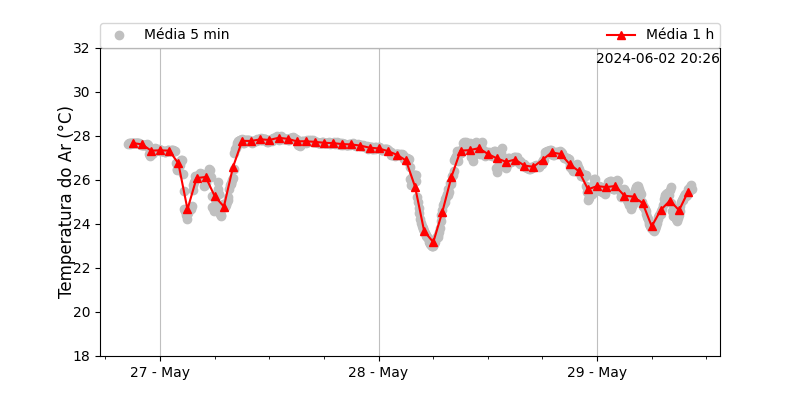 Média 5 min
Média 1 h
2024-06-02 20:26
Temperatura do Ar (°C)
32
30
28
26
24
22
20
18
27 - May
28 - May
29 - May